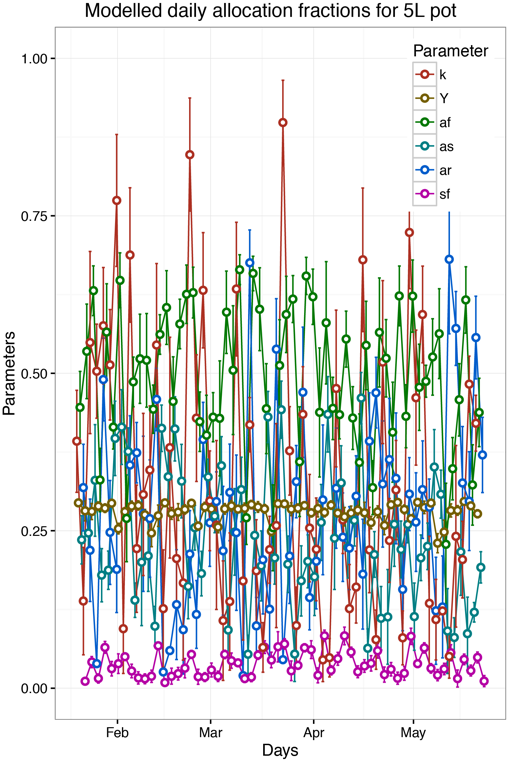 Modelled daily allocation fractions for 5L pot
Parameter
k
Y
af
as
ar
sf
1.00
0.75
0.50
0.25
0.00
Parameters
Feb Mar Apr May
Days